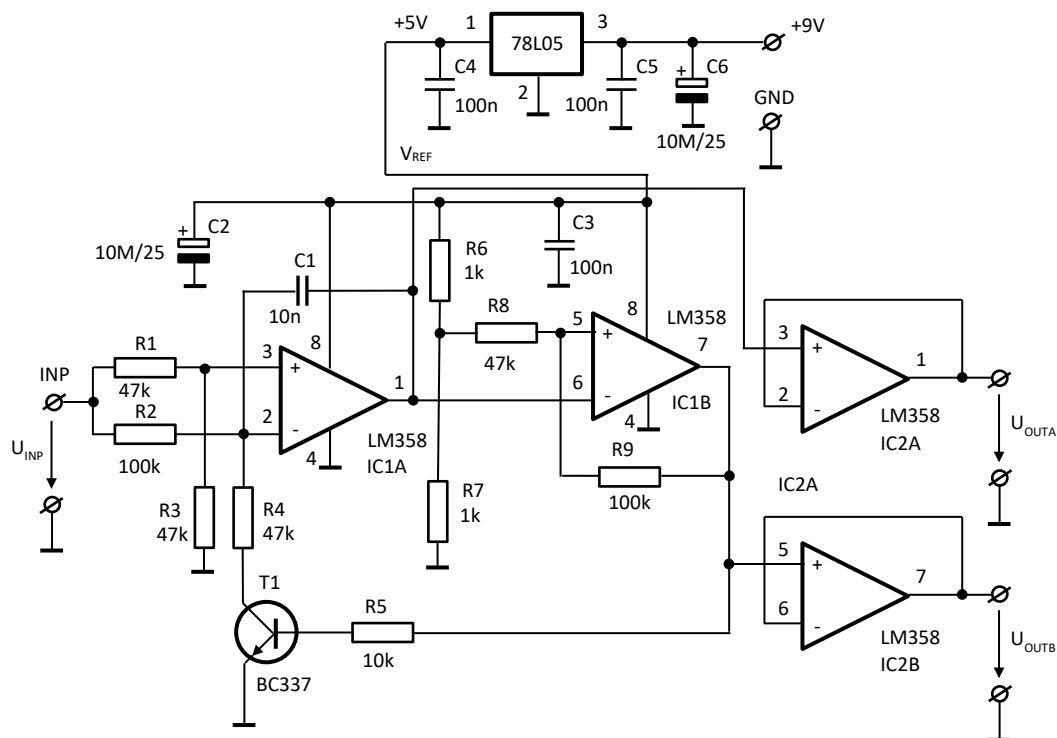 +5V
1
78L05
3
+9V
C4
100n
2
C5
100n
+
C6
10M/25
GND
VREF
+
C2
10M/25
C1
10n
R6
1k
C3
100n
R8
47k
8
LM358
5
+
7
6
-
IC1B
4
INP
R1
47k
R2
100k
3
+
8
2
-
1
4
LM358
IC1A
UINP
3
+
1
2
-
LM358
IC2A
UOUTA
R3
47k
R4
47k
R7
1k
R9
100k
IC2A
5
+
7
6
-
LM358
IC2B
UOUTB
T1
BC337
R5
10k